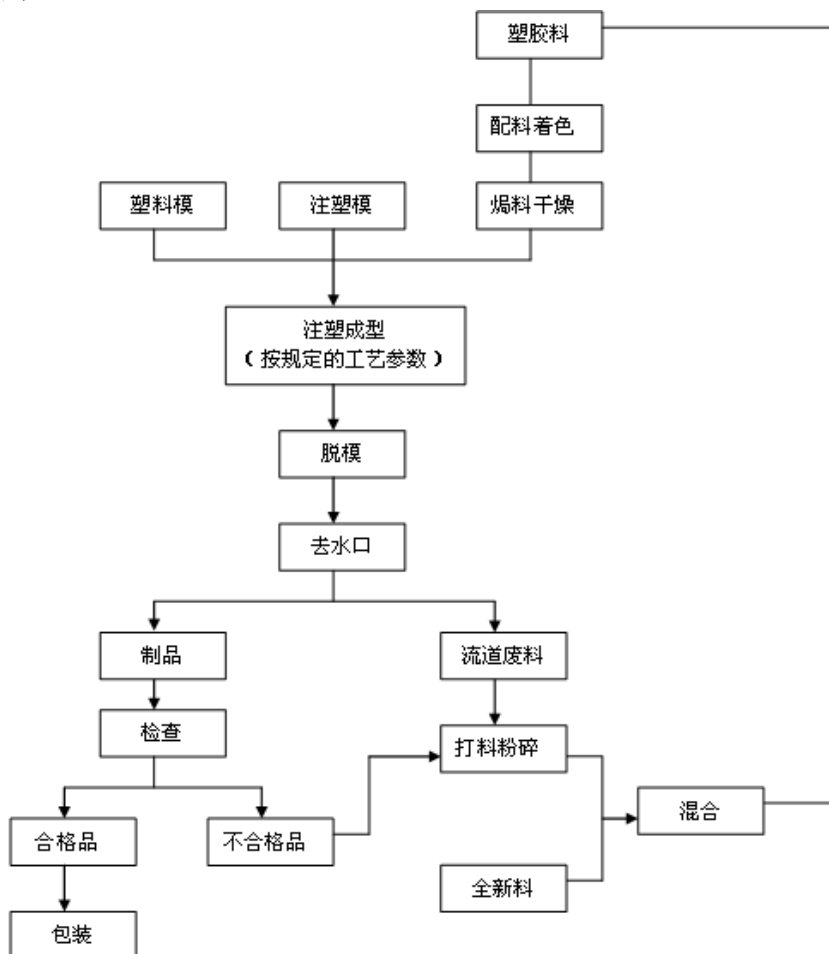 塑胶料
配料着色
塑料模
注塑模
焗料干燥
注塑成型
（按规定的工艺参数）
脱模
去水口
制品
流道废料
检查
打料粉碎
混合
合格品
不合格品
全新料
包装